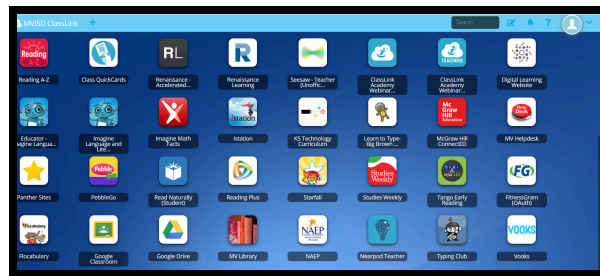 MVISD ClassLink +
Search ?
Reading A-Z
RL
R
TEACHERS
Reading A-Z
Class QuickCards
Renaissance - Accelerated...
Renaissance Learning
Seesaw - Teacher (Unoffic...
ClassLink Academy Webinar...
ClassLink Academy Webinar...
Digital Learning Website
Istation
Mc Graw Hill Education
Help Desk
Educator - agine Langua...
Imagine Language and Lite...
Imagine Math Facts
Istation
K5 Technology Curriculum
Learn to Type- Big Brown ...
McGraw Hill ConnectED
MV Helpdesk
Pebble Go
Studies Weekly
FG
Panther Sites
PebbleGo
Read Naturally (Student)
Reading Plus
Starfall
Studies Weekly
Tango Early Reading
FitnessGram (OAuth)
Flocabulary
NAEP
VOOKS
Flocabulary
Google Classroom
Google Drive
MV Library
NAEP
Nearpod Teacher
Typing Club
Vooks